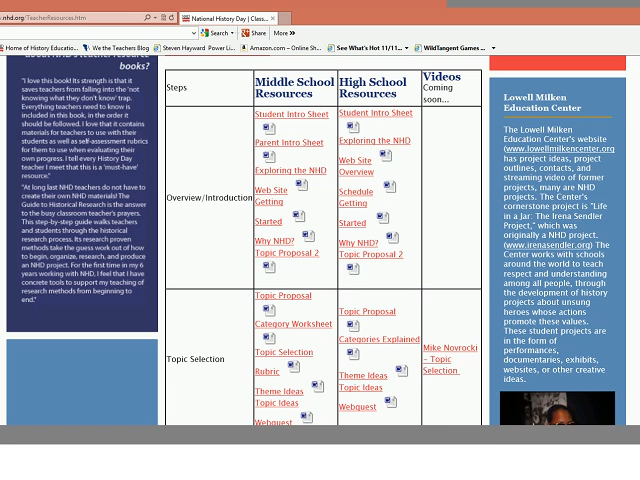 .nhd.org/TeacherResources.htm
National History Day | Class...
Search
Share
More >>
Home of History Educatio...
We the Teachers Blog
Steven Hayward Power Li...
Amazon.com – Online Sh...
See What's Hot 11/11...
WildTangent Games
books?
"I love this book! Its strength is that it
saves teachers from falling into the 'not
knowing what they don't know' trap.
Everything teachers need to know is
included in this book, in the order it
should be followed. I love that it contains
materials for teachers to use with their
students as well as self-assessment rubrics
for them to use when evaluating their
own progress. I tell every History Day
teacher I meet that this is a 'must-have'
resource."
"At long last NHD teachers do not have to
create their own NHD materials! The
Guide to Historical Research is the answer
to the busy classroom teacher's prayers.
This step-by-step guide walks teachers
and students through the historical
research process. Its research proven
methods take the guess work out of how
to begin, organize, research, and produce
an NHD project. For the first time in my 6
years working with NHD, I feel that I have
concrete tools to support my teaching of
research methods from beginning to
end."
Steps
Middle School
Resources
High School
Resources
Videos
Coming
soon...
Overview/Introduction
Student Intro Sheet
Parent Intro Sheet
Exploring the NHD
Web Site
Getting
Started
Why NHD?
Topic Proposal 2
Student Intro Sheet
Exploring the NHD
Web Site
Overview
Schedule
Getting
Started
Why NHD?
Topic Proposal 2
Topic Selection
Topic Proposal
Category Worksheet
Topic Selection
Rubric
Theme Ideas
Topic Ideas
Webquest
Topic Proposal
Categories Explained
Theme Ideas
Topic Ideas
Webquest
Mike Novrocki
– Topic
Selection
Lowell Milken
Education Center
The Lowell Milken
Education Center's website
(www.lowellmilkencenter.org
has project ideas, project
outlines, contacts, and
streaming video of former
projects, many are NHD
projects. The Center's
cornerstone project is "Life
in a Jar: The Irena Sendler
Project," which was
originally a NHD project.
(www.irenasendler.org) The
Center works with schools
around the world to teach
respect and understanding
among all people, through
the development of history
projects about unsung
heroes whose actions
promote these values.
These student projects are
in the form of
performances,
documentaries, exhibits,
websites, or other creative
ideas.